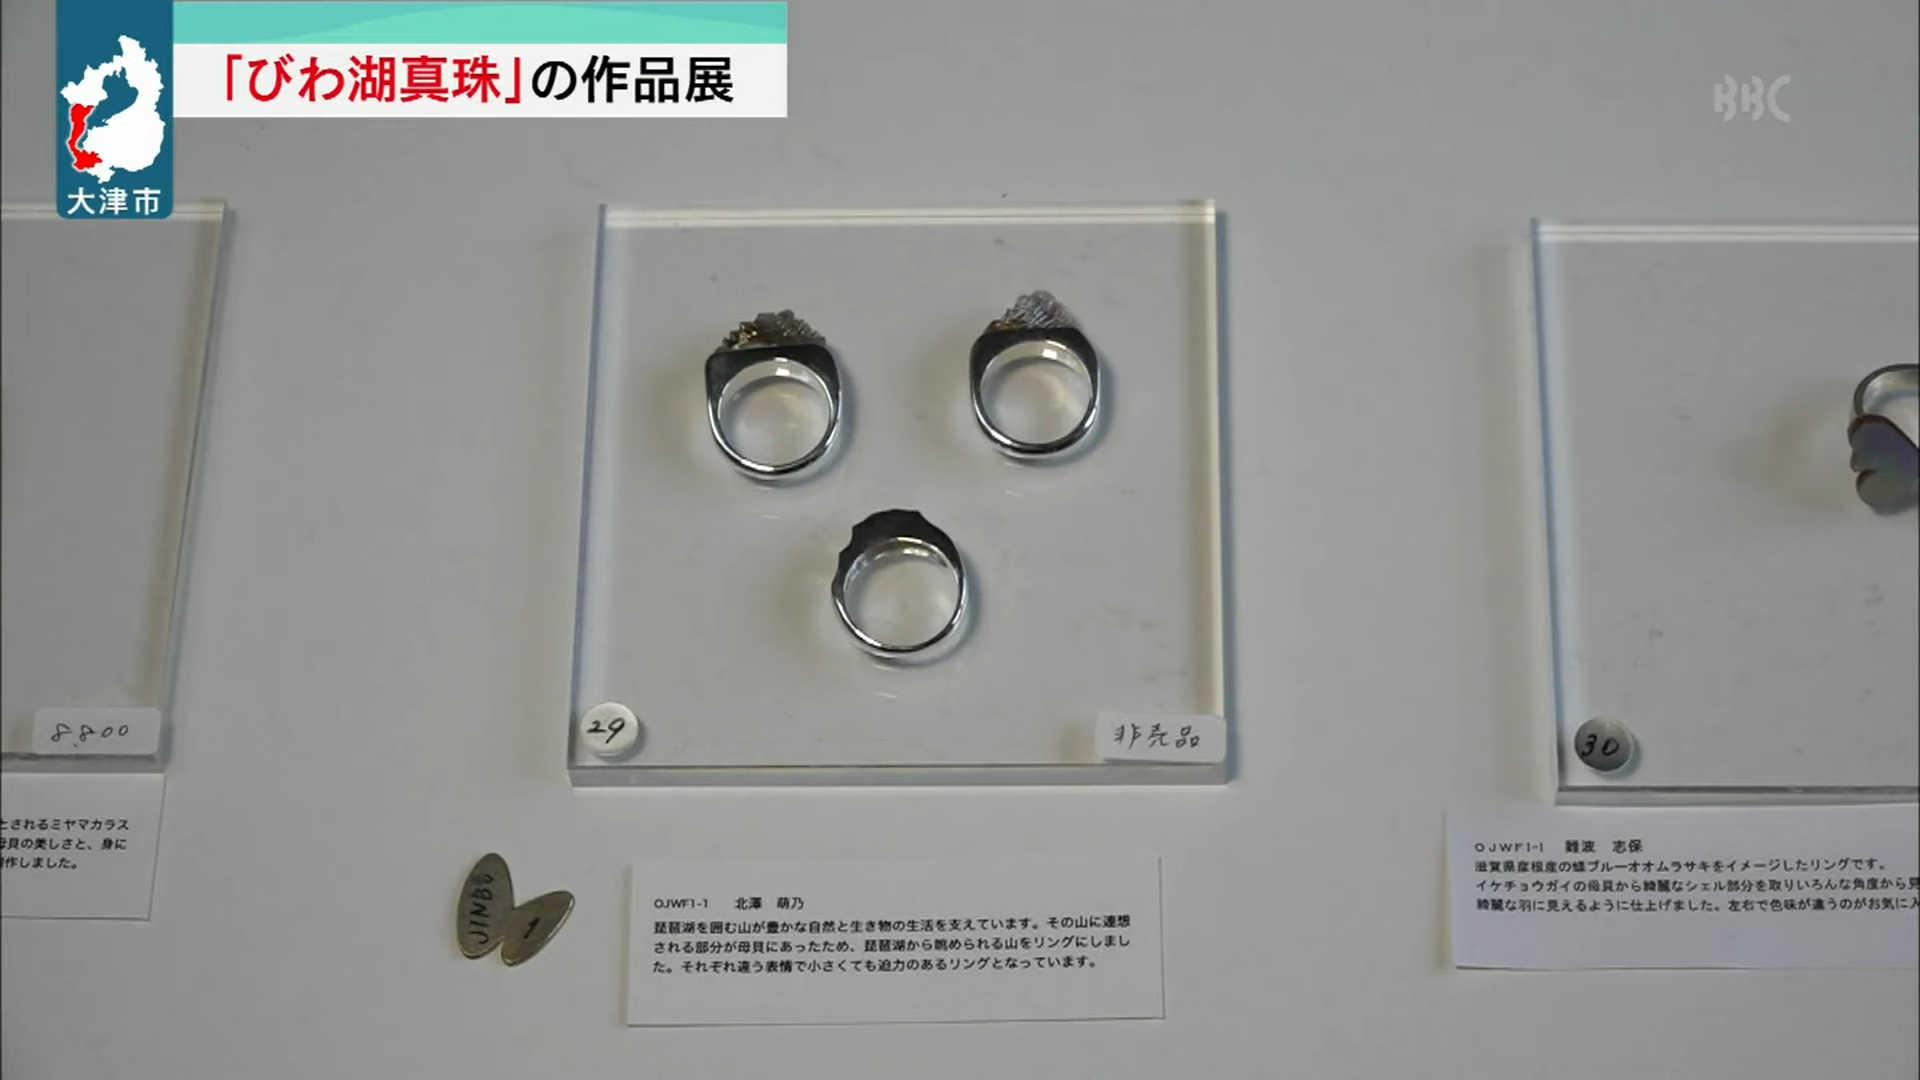 「びわ湖真珠」の作品展
大津市
BBC
8.800
29
非売品
30
とされるミヤマカラス
母貝の美しさと、身に
制作しました。
JINBO
1
OJWF1-1 北澤 萌乃
琵琶湖を囲む山が豊かな自然と生き物の生活を支えています。その山に連想
される部分が母貝にあったため、琵琶湖から眺められる山をリングにしまし
た。それぞれ違う表情で小さくても迫力のあるリングとなっています。
OJWF1-1 難波 志保
滋賀県彦根産の蝶ブルーオオムラサキをイメージしたリングです。
イケチョウガイの母貝から綺麗なシェル部分を取りいろんな角度から見
綺麗な羽に見えるように仕上げました。左右で色味が違うのがお気に入